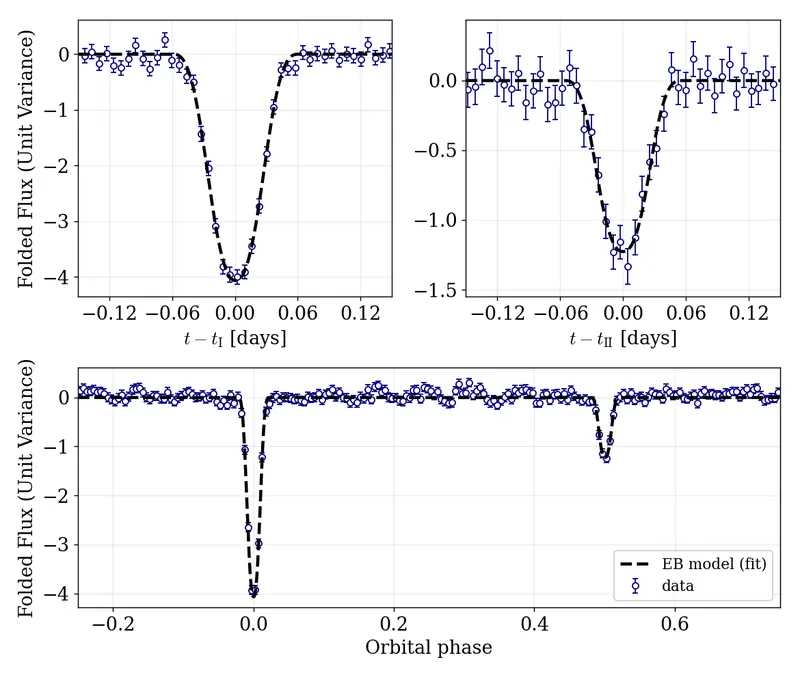 Folded Flux (Unit Variance)
0
−1
−2
−3
−4
−0.12 −0.06 0.00 0.06 0.12
t − t_I [days]
0.0
−0.5
−1.0
−1.5
−0.12 −0.06 0.00 0.06 0.12
t − t_II [days]
Folded Flux (Unit Variance)
0
−1
−2
−3
−4
−0.2 0.0 0.2 0.4 0.6
Orbital phase
EB model (fit)
data